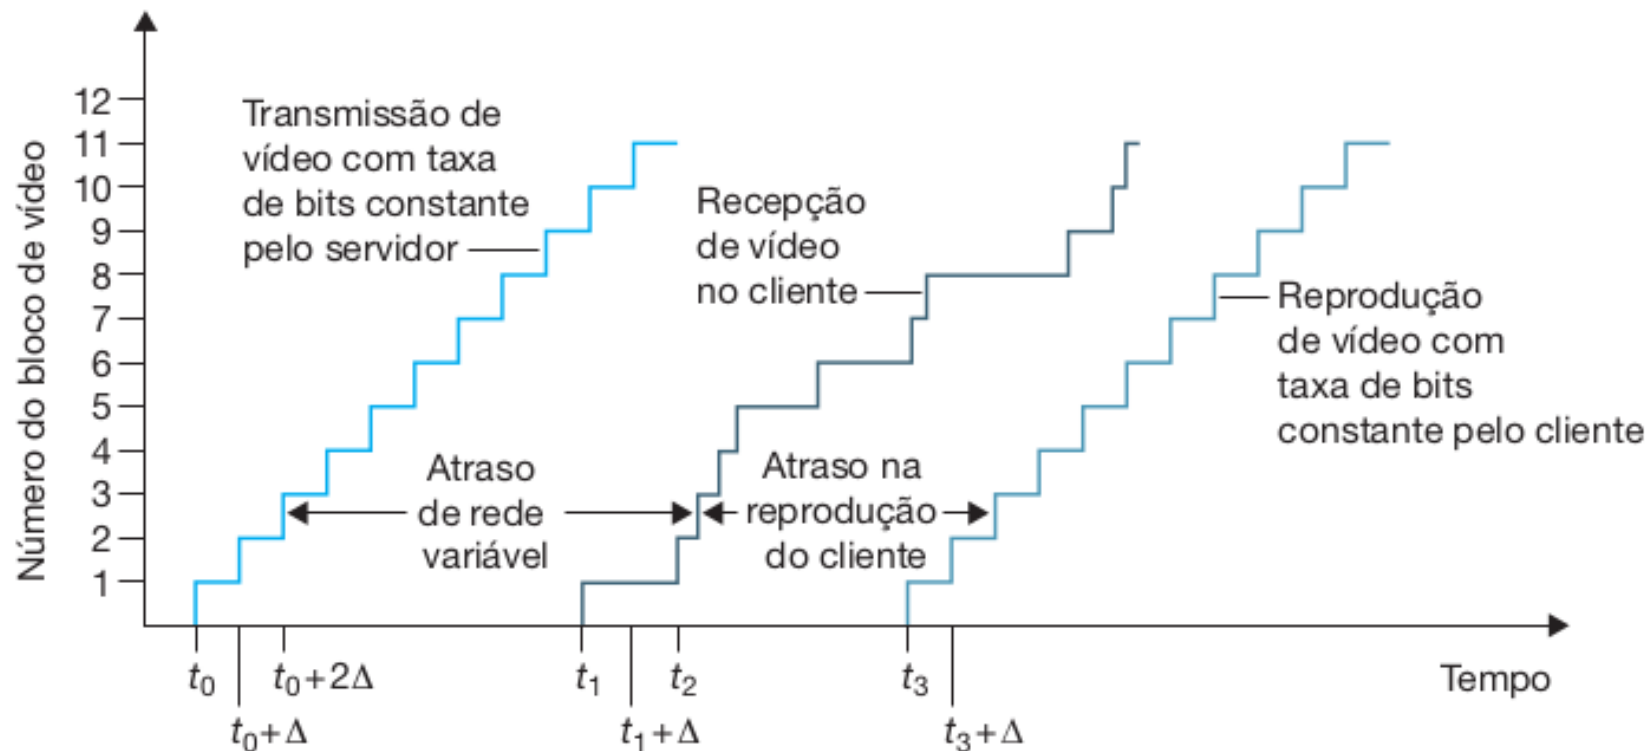 Número do bloco de vídeo
12
11
10
9
8
7
6
5
4
3
2
1
Transmissão de
vídeo com taxa
de bits constante
pelo servidor
Recepção
de vídeo
no cliente
Reprodução
de vídeo com
taxa de bits
constante pelo cliente
Atraso
de rede
variável
Atraso na
reprodução
do cliente
t₀
t₀+Δ
t₀+2Δ
t₁
t₁+Δ
t₂
t₃
t₃+Δ
Tempo